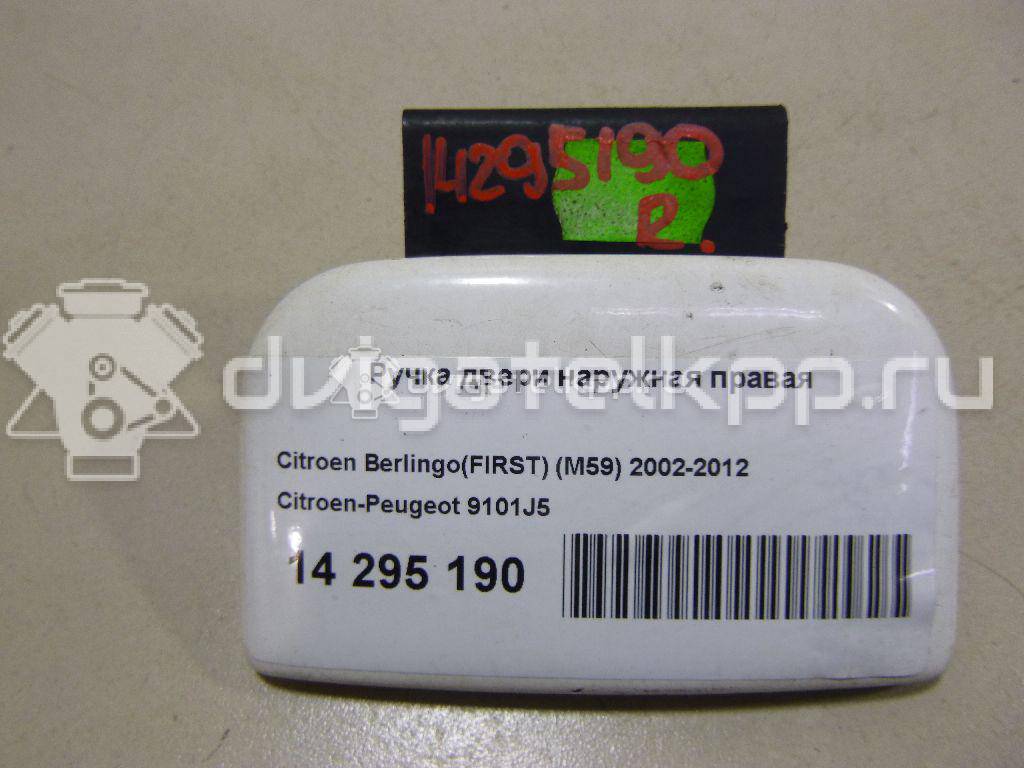 14295190
R.
dvigatelkpp.ru
Ручка двери наружная правая
Citroen Berlingo(FIRST) (M59) 2002-2012
Citroen-Peugeot 9101J5
14 295 190